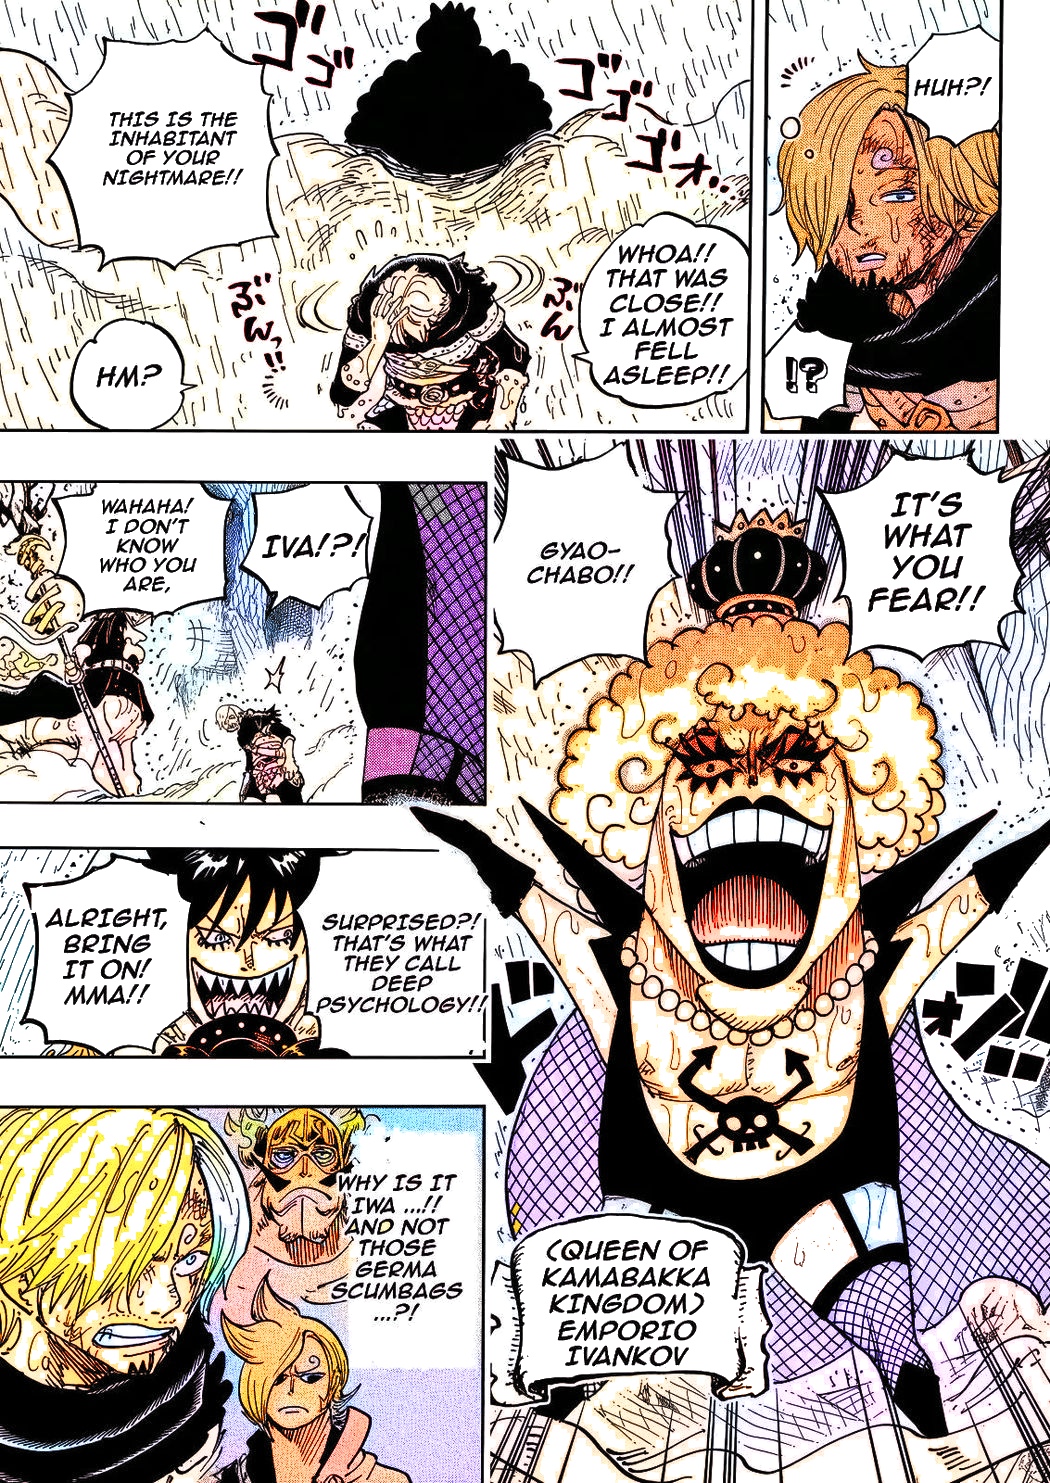 HUH?!
!?
ゴゴ
ゴゴー
ゴォ..
THIS IS THE
INHABITANT
OF YOUR
NIGHTMARE!!
WHOA!!
THAT WAS
CLOSE!!
I ALMOST
FELL
ASLEEP!!
ぶん
ぶんっ!!
HM?
IT'S
WHAT
YOU
FEAR!!
GYAO-
CHABO!!
(QUEEN OF
KAMABAKKA
KINGDOM)
EMPORIO
IVANKOV
IVA!?!
WAHAHA!
I DON'T
KNOW
WHO YOU
ARE,
SURPRISED?!
THAT'S WHAT
THEY CALL
DEEP
PSYCHOLOGY!!
ALRIGHT,
BRING
IT ON!
MMA!!
WHY IS IT
IWA ...!!
AND NOT
THOSE
GERMA
SCUMBAGS
...?!